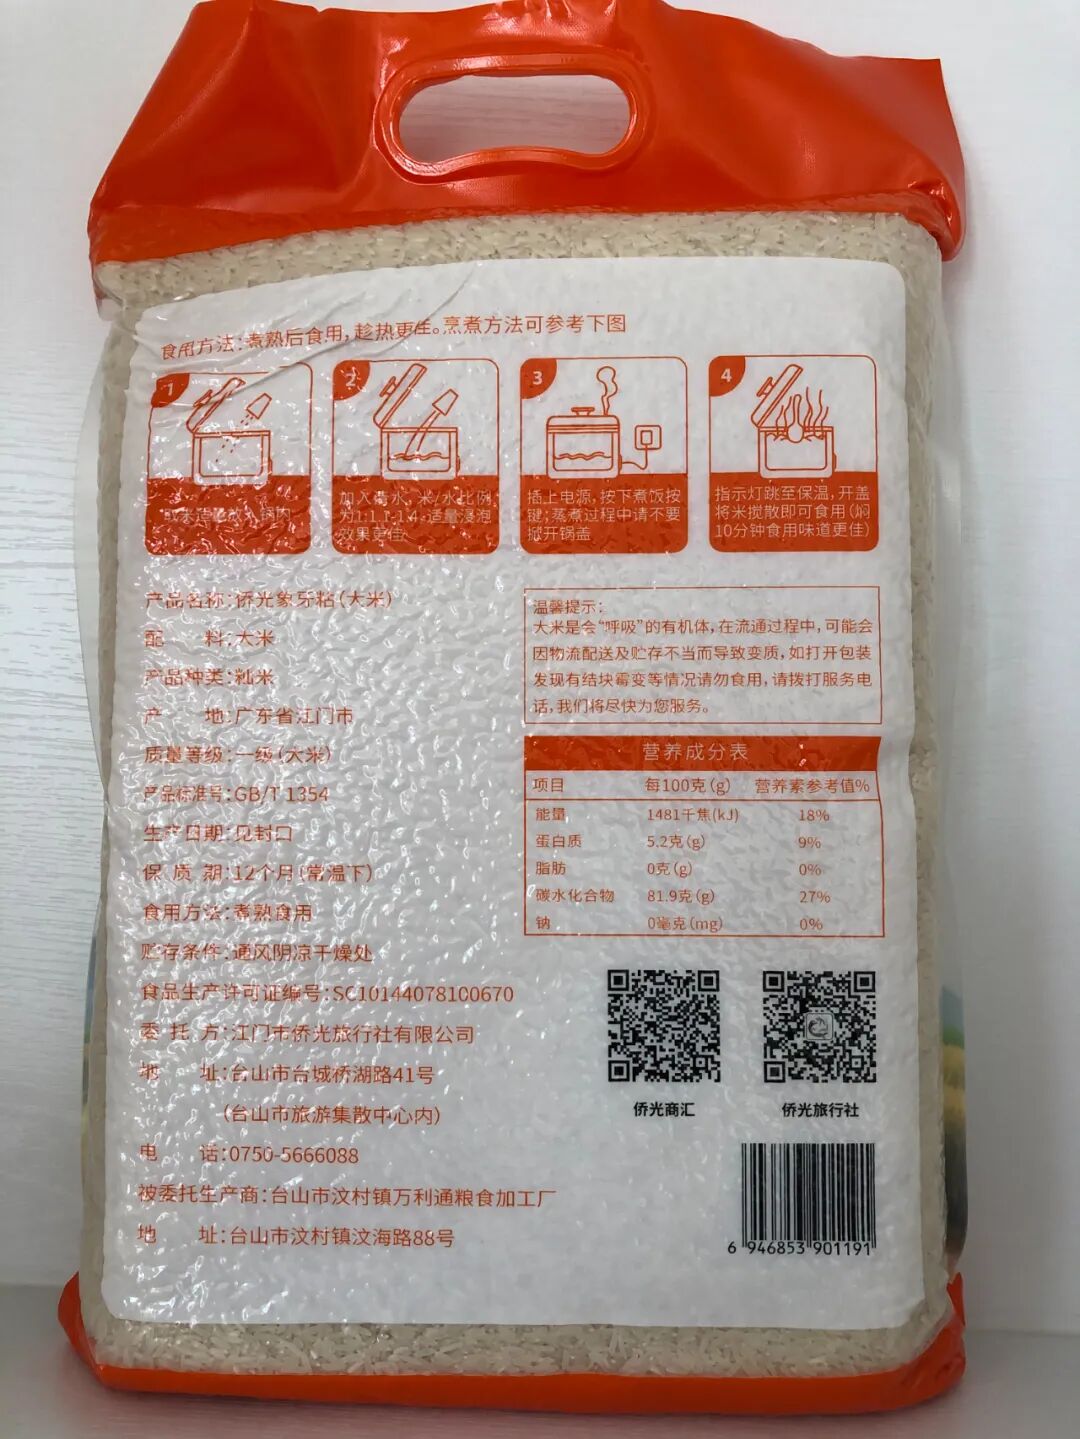 食用方法:煮熟后食用,趁热更佳。烹煮方法可参考下图
1
2
3
4
加入清水,米/水比例
为1:1.1-1.4,适量浸泡
效果更佳
插上电源,按下煮饭按
键;蒸煮过程中请不要
掀开锅盖
指示灯跳至保温,开盖
将米搅散即可食用(焖
10分钟食用味道更佳)
产品名称:侨光象牙粘(大米)
配 料:大米
产品种类:籼米
产 地:广东省江门市
质量等级:一级(大米)
产品标准号:GB/T 1354
生产日期:见封口
保 质 期:12个月(常温下)
食用方法:煮熟食用
贮存条件:通风阴凉干燥处
食品生产许可证编号:SC10144078100670
委 托 方:江门市侨光旅行社有限公司
地 址:台山市台城桥湖路41号
(台山市旅游集散中心内)
电 话:0750-5666088
被委托生产商:台山市汶村镇万利通粮食加工厂
地 址:台山市汶村镇汶海路88号
温馨提示:
大米是会“呼吸”的有机体,在流通过程中,可能会
因物流配送及贮存不当而导致变质,如打开包装
发现有结块霉变等情况请勿食用,请拨打服务电
话,我们将尽快为您服务。
营养成分表
项目 每100克(g) 营养素参考值%
能量 1481千焦(kJ) 18%
蛋白质 5.2克(g) 9%
脂肪 0克(g) 0%
碳水化合物 81.9克(g) 27%
钠 0毫克(mg) 0%
侨光商汇
侨光旅行社
6 946853 901191